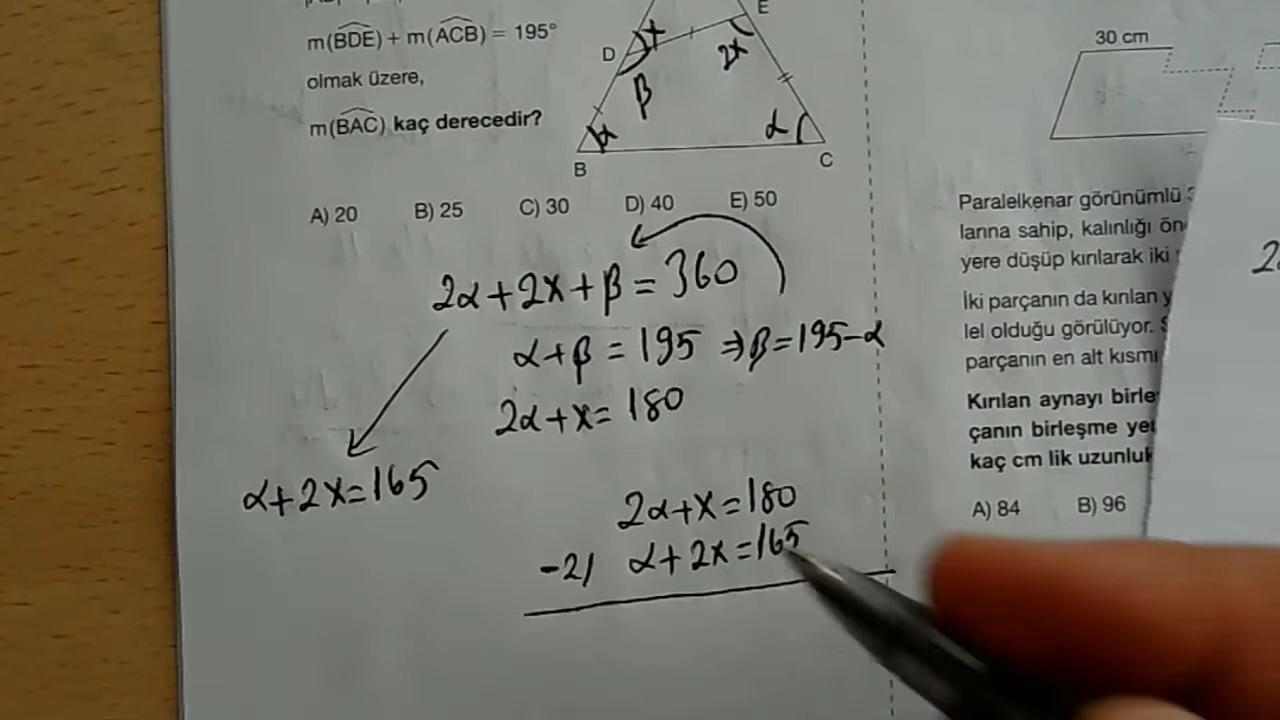 m(BDE) + m(ACB) = 195°
olmak üzere,
m(BAC) kaç derecedir?
D
E
B
C
x
2x
β
α
α
A) 20 B) 25 C) 30 D) 40 E) 50
2α+2x+β=360
α+β=195 ⇒β=195-α
2α+x=180
α+2x=165
2α+x=180
-2/ α+2x=165
30 cm
Paralelkenar görünümlü
larına sahip, kalınlığı ön
yere düşüp kırılarak iki
İki parçanın da kırılan y
lel olduğu görülüyor.
parçanın en alt kısmı
Kırılan aynayı birle
çanın birleşme yer
kaç cm lik uzunluk
A) 84 B) 96
2